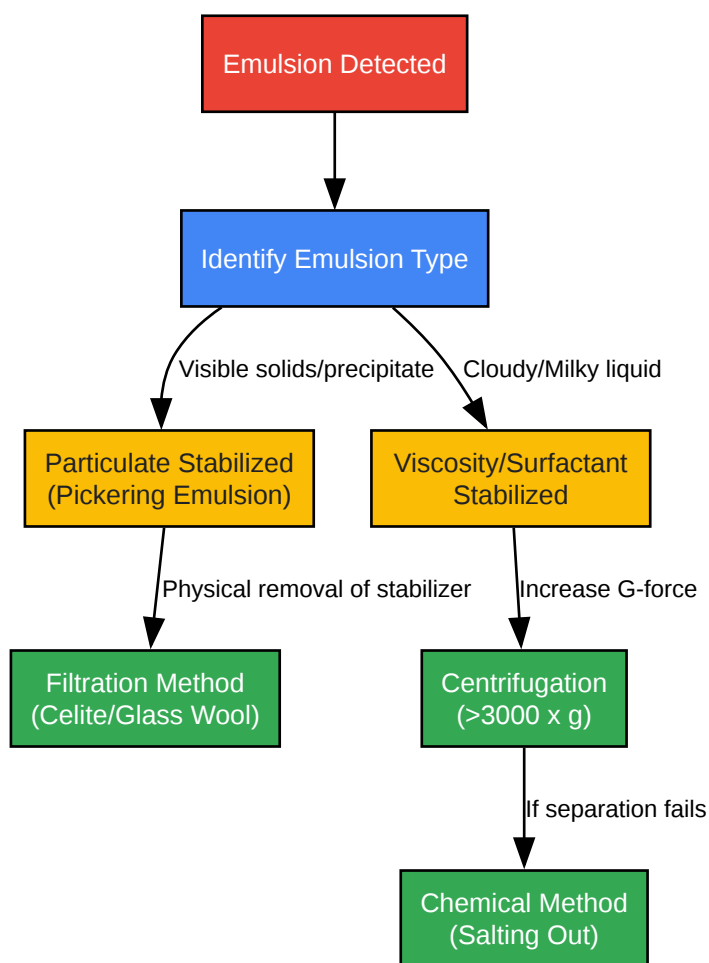 Emulsion Detected
Identify Emulsion Type
Visible solids/precipitate
Cloudy/Milky liquid
Particulate Stabilized
(Pickering Emulsion)
Viscosity/Surfactant
Stabilized
Physical removal of stabilizer
Increase G-force
Filtration Method
(Celite/Glass Wool)
Centrifugation
(>3000 x g)
If separation fails
Chemical Method
(Salting Out)